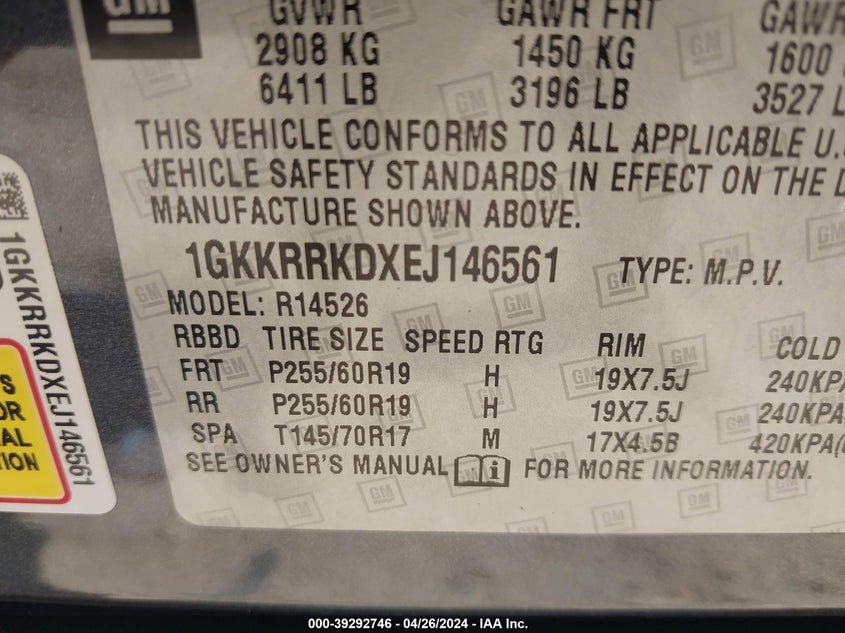 GM
GVWR GAWR FRT GAWR
2908 KG 1450 KG 1600
6411 LB 3196 LB 3527 L
THIS VEHICLE CONFORMS TO ALL APPLICABLE U.S
VEHICLE SAFETY STANDARDS IN EFFECT ON THE D
MANUFACTURE SHOWN ABOVE.
1GKKRRKDXEJ146561 TYPE: M.P.V.
MODEL: R14526
RBBD TIRE SIZE SPEED RTG RIM COLD
FRT P255/60R19 H 19X7.5J 240KPA
RR P255/60R19 H 19X7.5J 240KPA
SPA T145/70R17 M 17X4.5B 420KPA(
SEE OWNER'S MANUAL i FOR MORE INFORMATION.
1GKKRRKDXEJ146561
S
OR
AL
TION
000-39292746 - 04/26/2024 - IAA Inc.